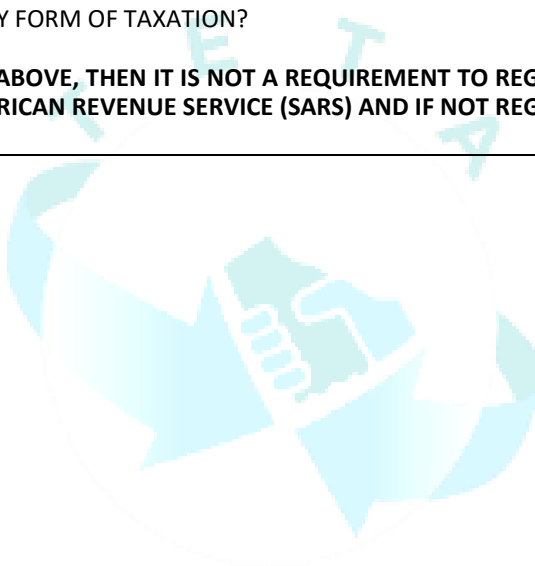 Y FORM OF TAXATION?
ABOVE, THEN IT IS NOT A REQUIREMENT TO REG
RICAN REVENUE SERVICE (SARS) AND IF NOT REG
T E T A